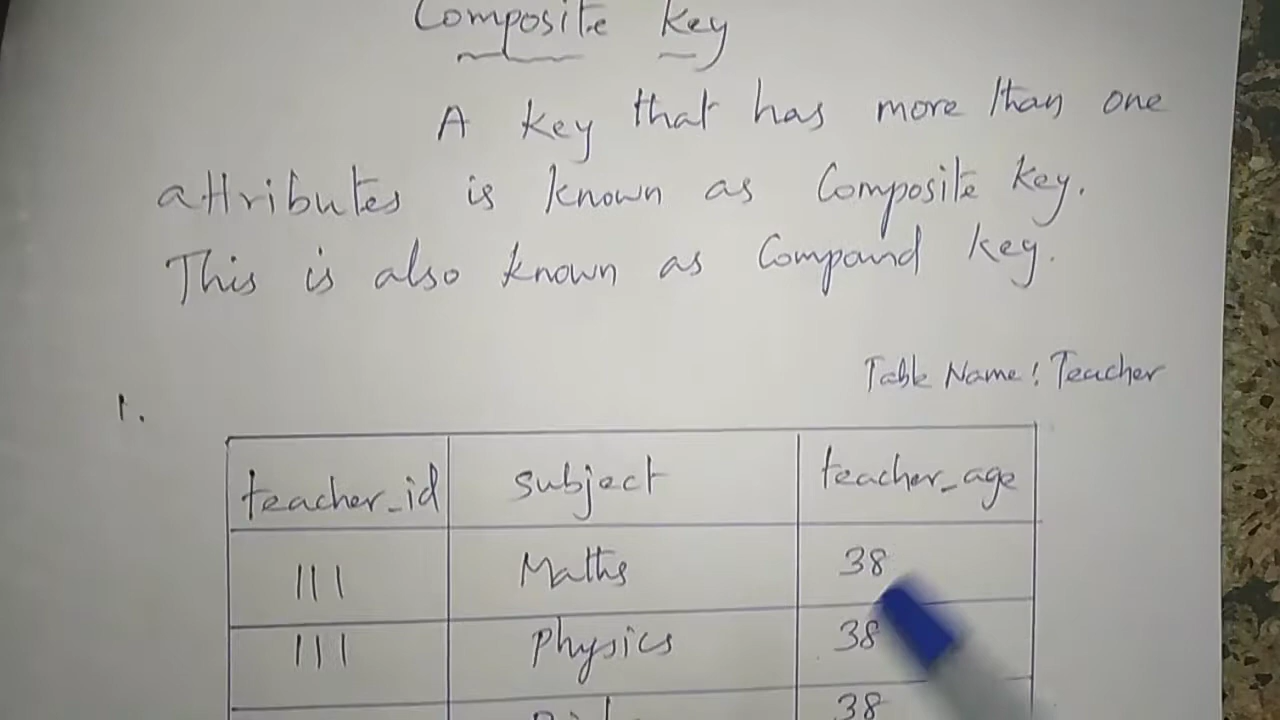 Composite Key
A key that has more than one
attributes is known as Composite key.
This is also known as Compound key.
Table Name: Teacher
1.
teacher_id subject teacher_age
111 Maths 38
111 Physics 38
38